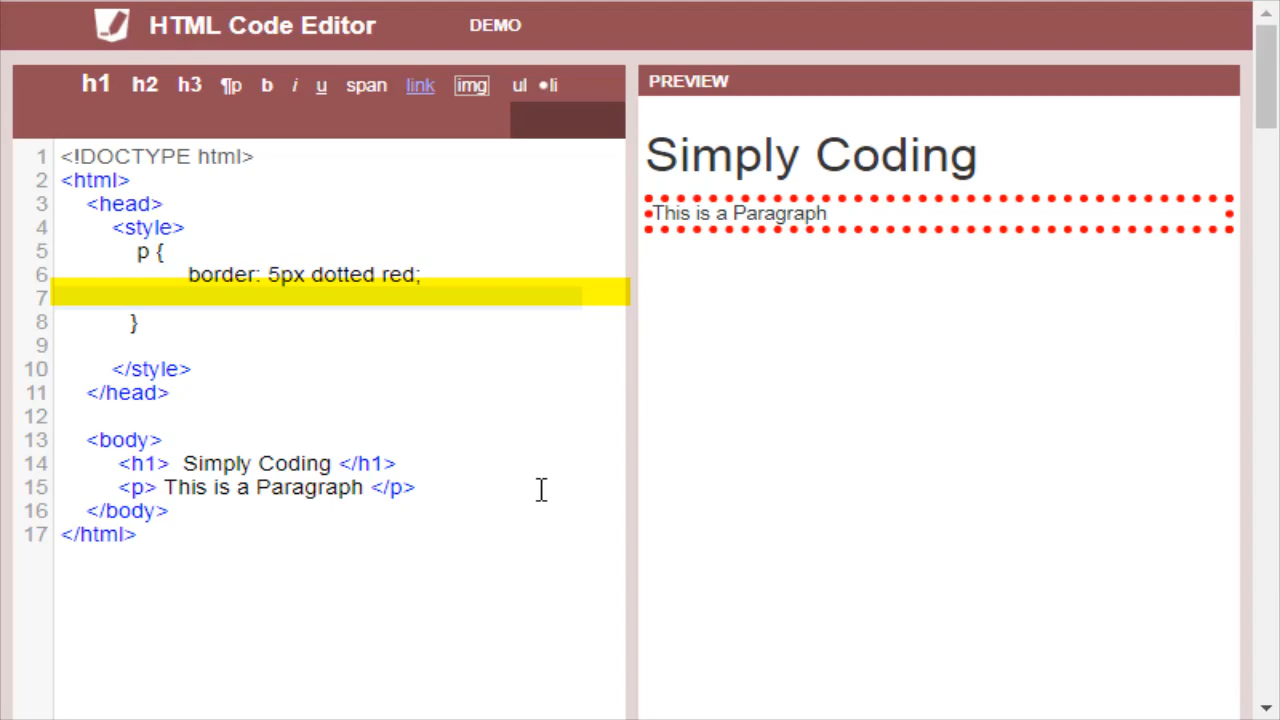 HTML Code Editor DEMO
h1 h2 h3 ¶p b i u span link img ul •li
PREVIEW
1 <!DOCTYPE html>
2 <html>
3 <head>
4 <style>
5 p {
6 border: 5px dotted red;
7
8 }
9
10 </style>
11 </head>
12
13 <body>
14 <h1> Simply Coding </h1>
15 <p> This is a Paragraph </p>
16 </body>
17 </html>
Simply Coding
This is a Paragraph